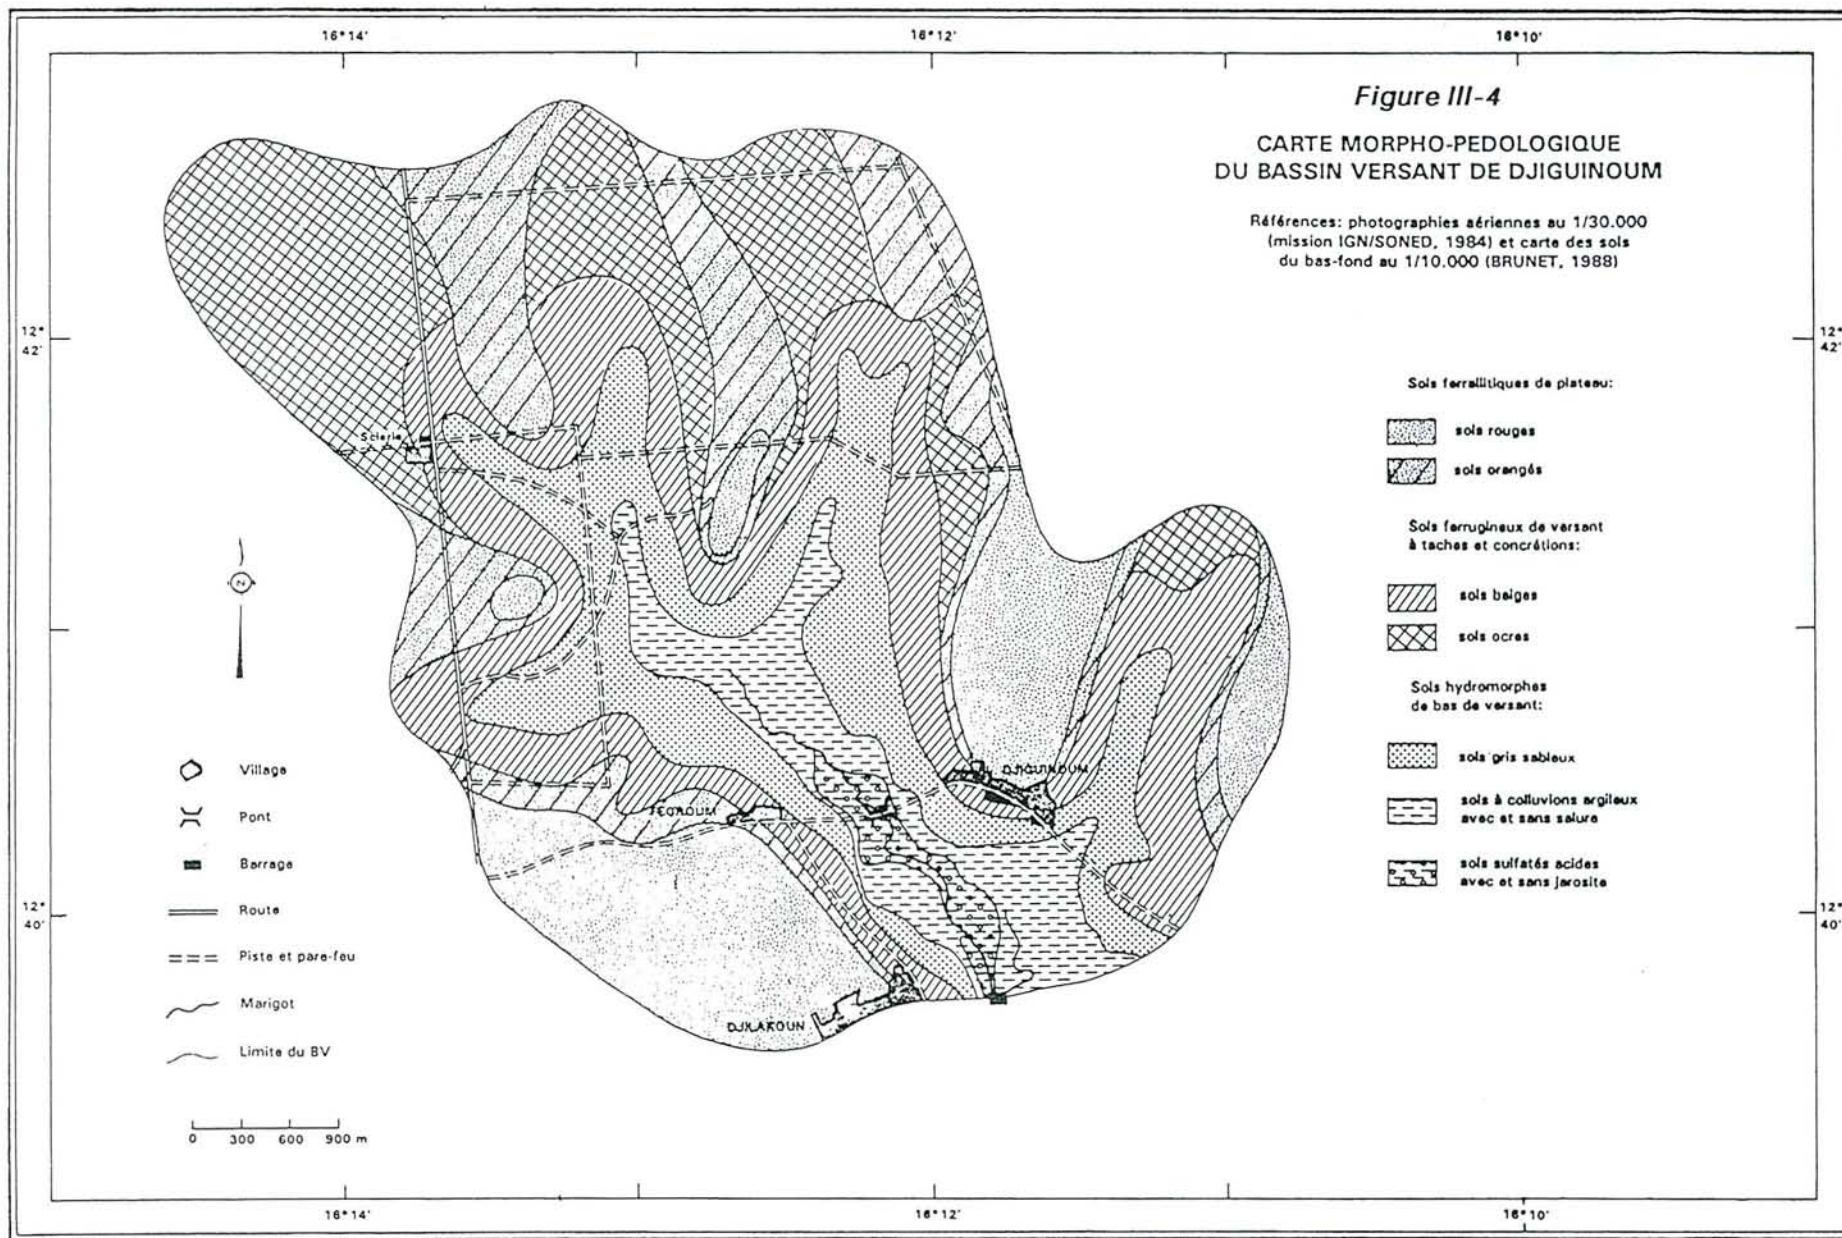 16°14'
16°12'
16°10'
Figure III-4
CARTE MORPHO-PEDOLOGIQUE
DU BASSIN VERSANT DE DJIGUINOUM
Références: photographies aériennes au 1/30.000
(mission IGN/SONED, 1984) et carte des sols
du bas-fond au 1/10.000 (BRUNET, 1988)
12°
42'
12°
42'
Sols ferrallitiques de plateau:
sols rouges
sols orangés
Scierie
Sols ferrugineux de versant
à taches et concrétions:
sols beiges
sols ocres
N
Sols hydromorphes
de bas de versant:
sols gris sableux
sols à colluvions argileux
avec et sans salure
sols sulfatés acides
avec et sans jarosite
DJIGUINOUM
Village
Pont
Barrage
Route
Piste et pare-feu
Marigot
Limite du BV
12°
40'
12°
40'
0 300 600 900 m
16°14'
16°12'
16°10'